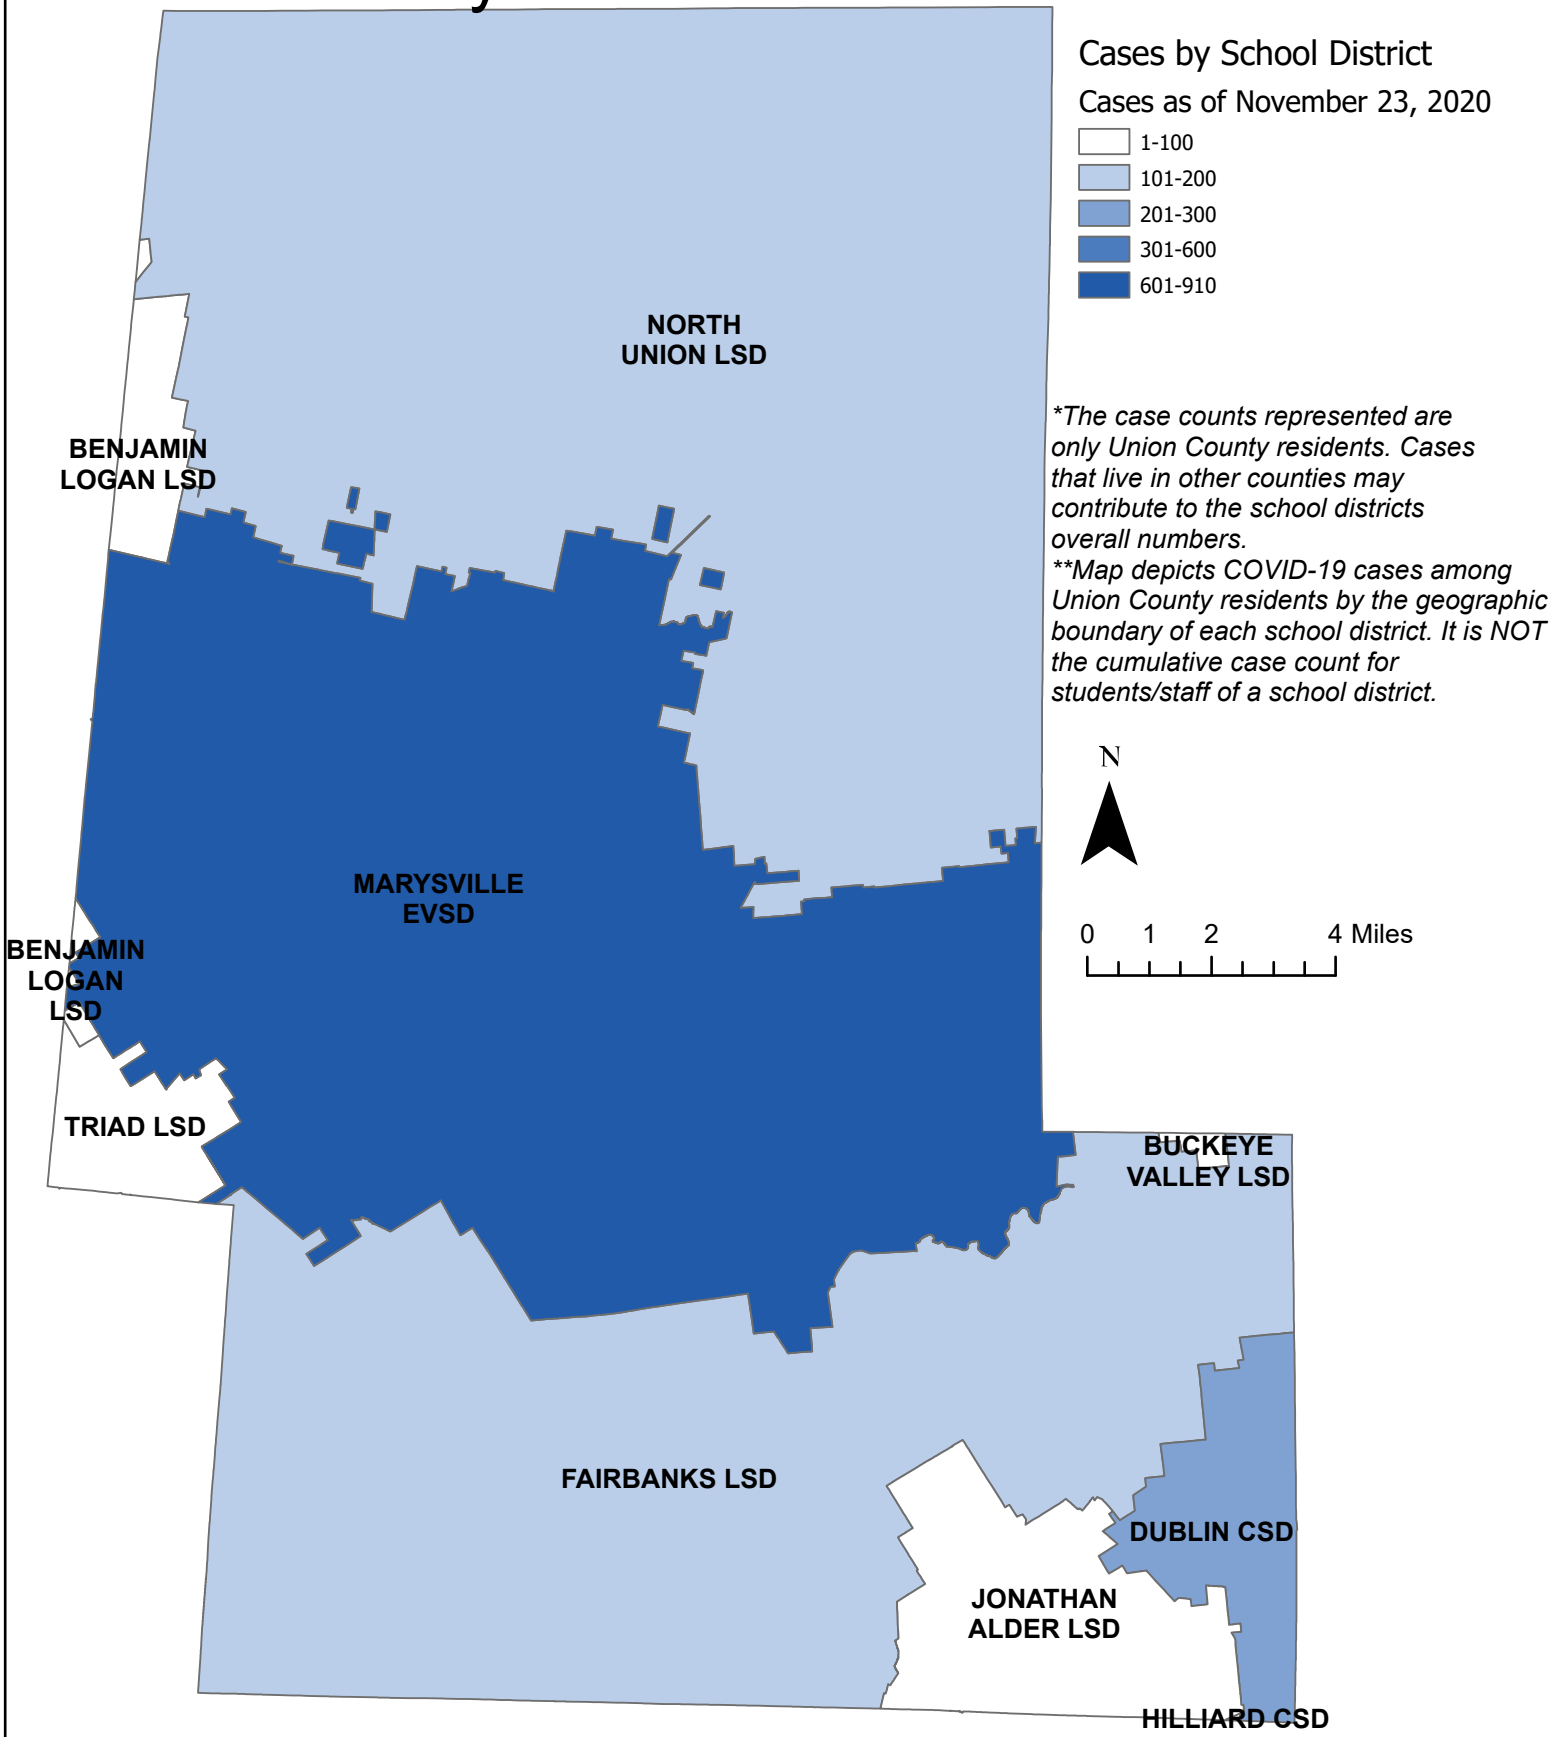 Cases by School District
Cases as of November 23, 2020
1-100
101-200
201-300
301-600
601-910
NORTH
UNION LSD
*The case counts represented are
only Union County residents. Cases
that live in other counties may
contribute to the school districts
overall numbers.
**Map depicts COVID-19 cases among
Union County residents by the geographic
boundary of each school district. It is NOT
the cumulative case count for
students/staff of a school district.
BENJAMIN
LOGAN LSD
N
MARYSVILLE
EVSD
0 1 2 4 Miles
BENJAMIN
LOGAN
LSD
TRIAD LSD
BUCKEYE
VALLEY LSD
FAIRBANKS LSD
DUBLIN CSD
JONATHAN
ALDER LSD
HILLIARD CSD